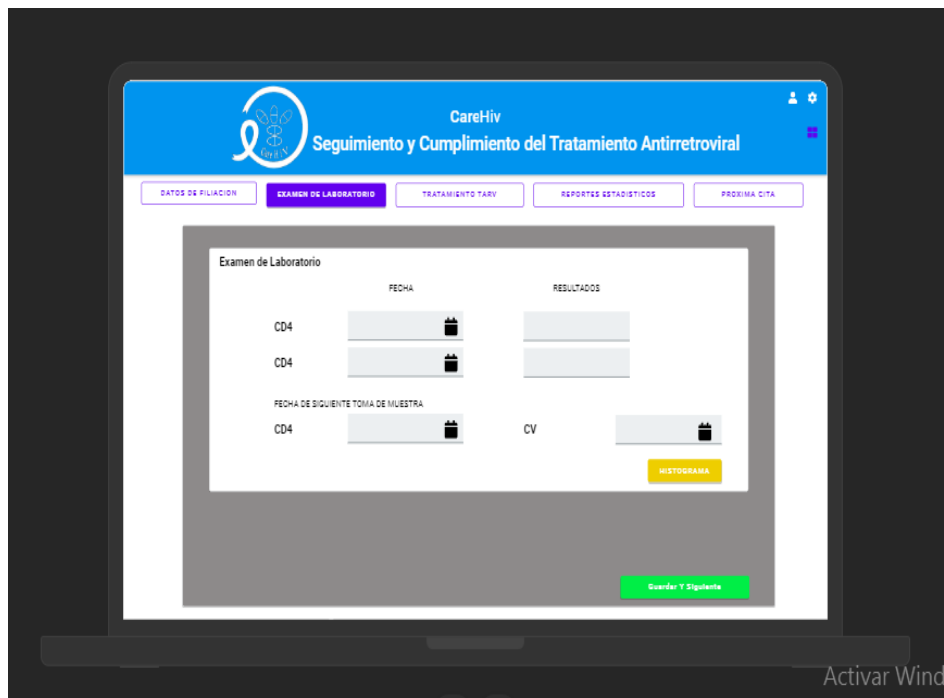 CareHiv
Seguimiento y Cumplimiento del Tratamiento Antirretroviral
DATOS DE FILIACION
EXAMEN DE LABORATORIO
TRATAMIENTO TARV
REPORTES ESTADISTICOS
PROXIMA CITA
Examen de Laboratorio
FECHA RESULTADOS
CD4
CD4
FECHA DE SIGUIENTE TOMA DE MUESTRA
CD4 CV
HISTOGRAMA
Guardar Y Siguiente
Activar Wind